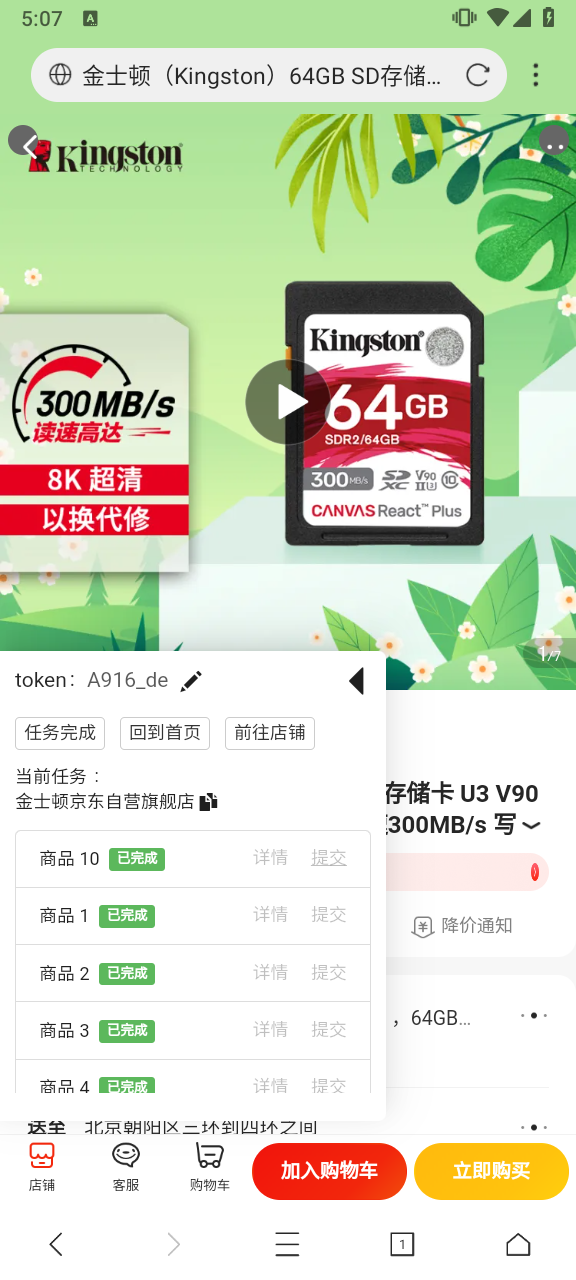 5:07 A
金士顿（Kingston）64GB SD存储...
Kingston
TECHNOLOGY
300MB/s
读速高达
8K 超清
以换代修
Kingston
64GB
SDR2/64GB
300MB/s SDXC V90 II U3 10
CANVAS React™ Plus
1/7
token： A916_de
任务完成 回到首页 前往店铺
当前任务 ：
金士顿京东自营旗舰店
商品 10 已完成 详情 提交
商品 1 已完成 详情 提交
商品 2 已完成 详情 提交
商品 3 已完成 详情 提交
商品 4 已完成 详情 提交
存储卡 U3 V90
300MB/s 写
降价通知
，64GB...
送至 北京朝阳区三环到四环之间
店铺 客服 购物车 加入购物车 立即购买
1